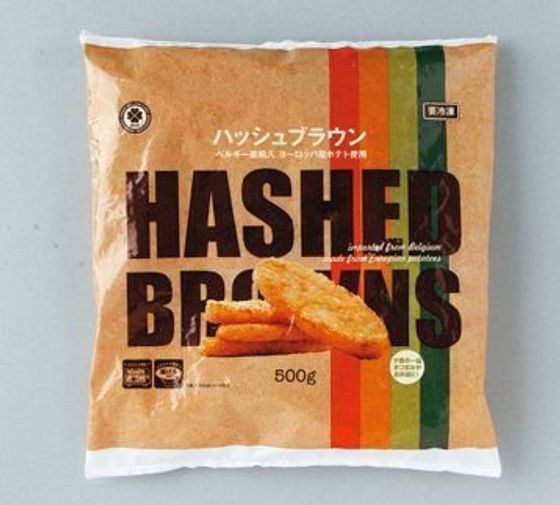 要冷凍
ハッシュブラウン
ベルギー直輸入 ヨーロッパ産ポテト使用
HASHED
imported from Belgium
made from European potatoes
BROWNS
500g